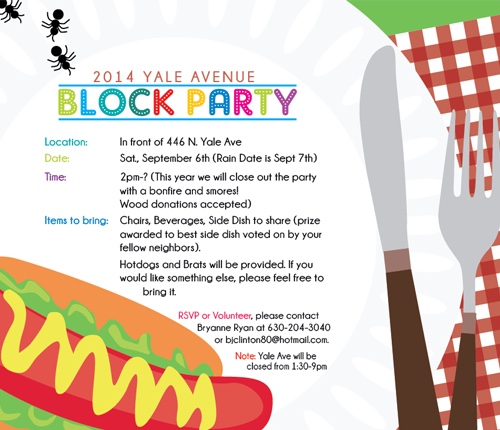 2014 YALE AVENUE
BLOCK PARTY
Location: In front of 446 N. Yale Ave
Date: Sat., September 6th (Rain Date is Sept 7th)
Time: 2pm-? (This year we will close out the party
with a bonfire and smores!
Wood donations accepted)
Items to bring: Chairs, Beverages, Side Dish to share (prize
awarded to best side dish voted on by your
fellow neighbors).
Hotdogs and Brats will be provided. If you
would like something else, please feel free to
bring it.
RSVP or Volunteer, please contact
Bryanne Ryan at 630-204-3040
or bjclinton80@hotmail.com.
Note: Yale Ave will be
closed from 1:30-9pm